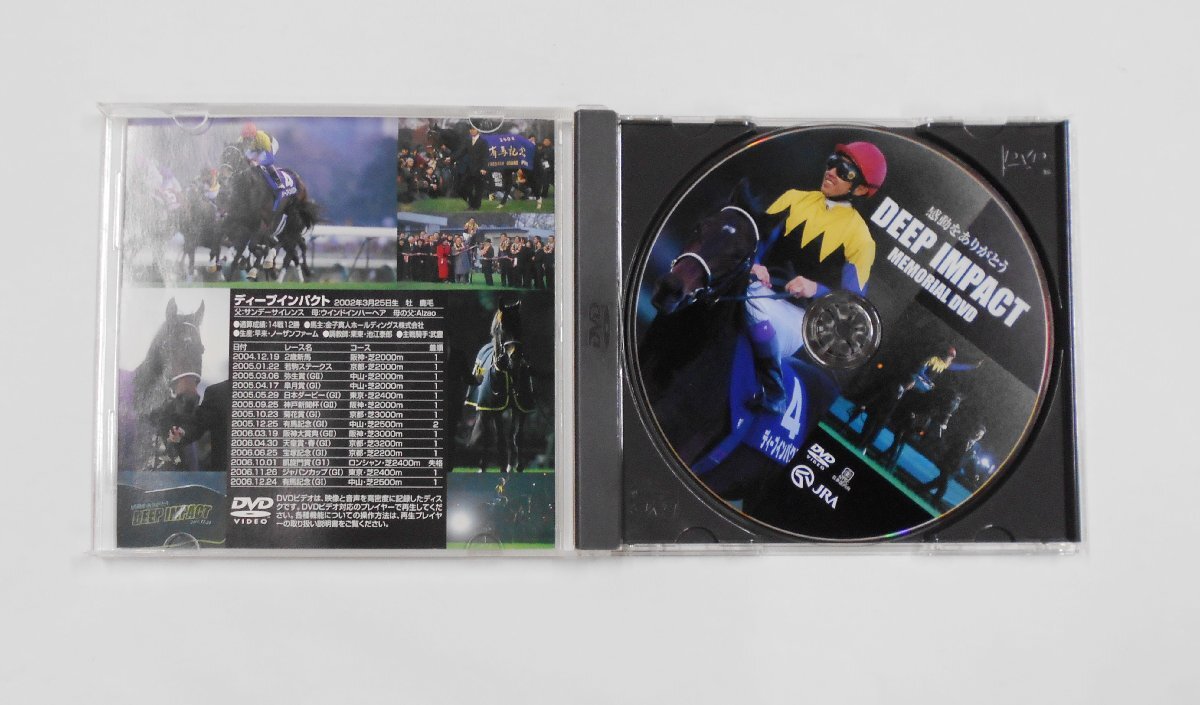 4
2006
有馬記念
ディープインパクト 2002年3月25日生 牡 鹿毛
父:サンデーサイレンス 母:ウインドインハーヘア 母の父:Alzao
●通算成績:14戦12勝 ●馬主:金子真人ホールディングス株式会社
●生産:早来・ノーザンファーム ●調教師:栗東・池江泰郎 ●主戦騎手:武豊
日付 レース名 コース 着順
2004.12.19 2歳新馬 阪神・芝2000m 1
2005.01.22 若駒ステークス 京都・芝2000m 1
2005.03.06 弥生賞(GII) 中山・芝2000m 1
2005.04.17 皐月賞(GI) 中山・芝2000m 1
2005.05.29 日本ダービー(GI) 東京・芝2400m 1
2005.09.25 神戸新聞杯(GII) 阪神・芝2000m 1
2005.10.23 菊花賞(GI) 京都・芝3000m 1
2005.12.25 有馬記念(GI) 中山・芝2500m 2
2006.03.19 阪神大賞典(GII) 阪神・芝3000m 1
2006.04.30 天皇賞・春(GI) 京都・芝3200m 1
2006.06.25 宝塚記念(GI) 京都・芝2200m 1
2006.10.01 凱旋門賞(G1) ロンシャン・芝2400m 失格
2006.11.26 ジャパンカップ(GI) 東京・芝2400m 1
2006.12.24 有馬記念(GI) 中山・芝2500m 1
DEEP IMPACT
DVD
VIDEO
DVDビデオは、映像と音声を高密度に記録したディス
クです。DVDビデオ対応のプレイヤーで再生してくだ
さい。各種機能についての操作方法は、再生プレイヤ
ーの取り扱い説明書をご覧ください。
DVD
感動をありがとう
DEEP IMPACT
MEMORIAL DVD
4
ディープインパクト
DVD
VIDEO
JRA